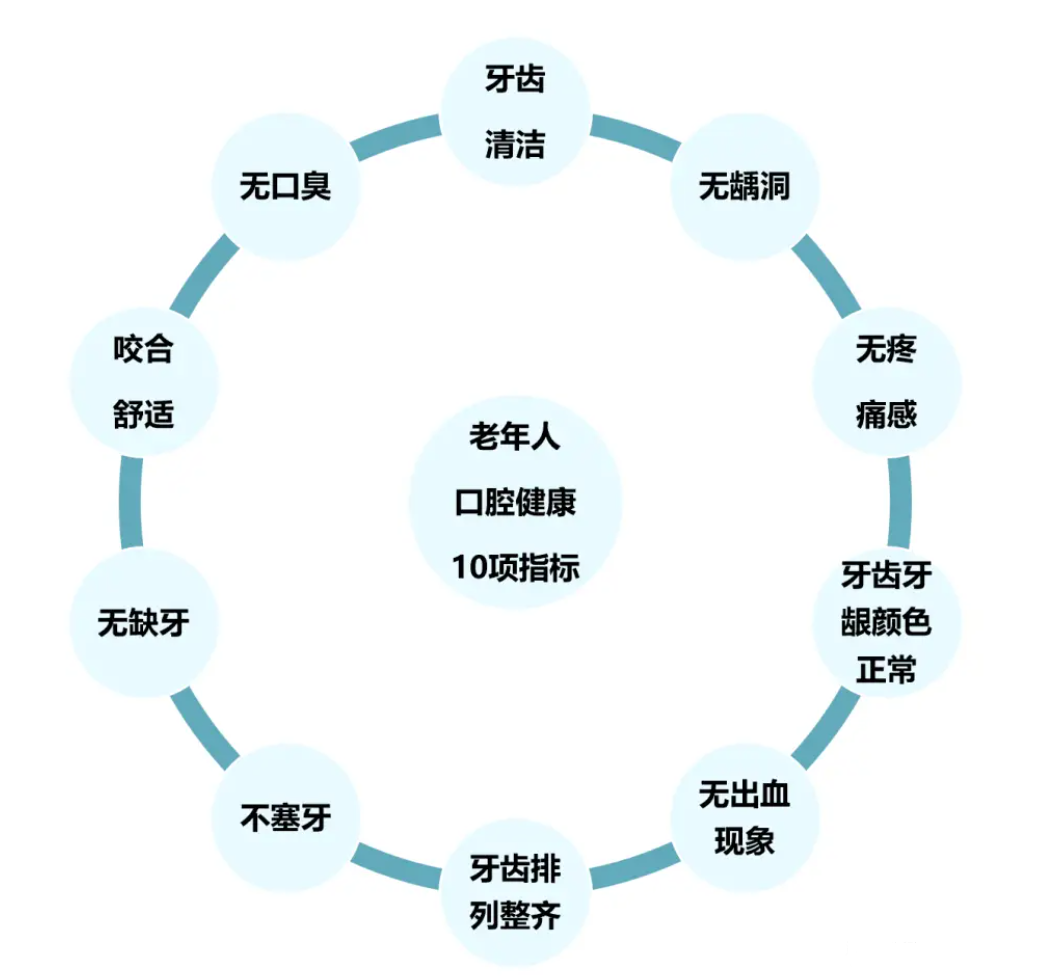 牙齿
清洁
无龋洞
无疼
痛感
牙齿牙
龈颜色
正常
无出血
现象
牙齿排
列整齐
不塞牙
无缺牙
咬合
舒适
无口臭
老年人
口腔健康
10项指标